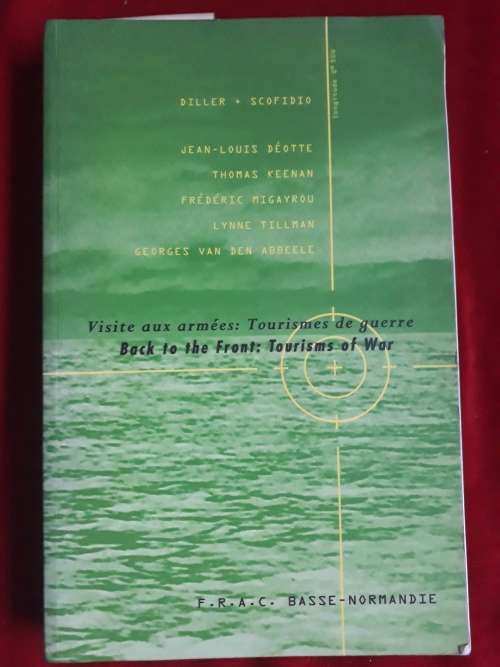 DILLER + SCOFIDIO
longitude
JEAN-LOUIS DÉOTTE
THOMAS KEENAN
FRÉDÉRIC MIGAYROU
LYNNE TILLMAN
GEORGES VAN DEN ABBEELE
Visite aux armées: Tourismes de guerre
Back to the Front: Tourisms of War
F.R.A.C. BASSE-NORMANDIE